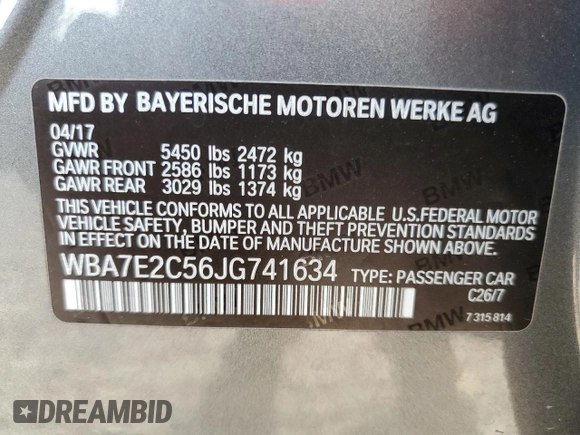 MFD BY BAYERISCHE MOTOREN WERKE AG
04/17
GVWR 5450 lbs 2472 kg
GAWR FRONT 2586 lbs 1173 kg
GAWR REAR 3029 lbs 1374 kg
THIS VEHICLE CONFORMS TO ALL APPLICABLE U.S.FEDERAL MOTOR
VEHICLE SAFETY, BUMPER AND THEFT PREVENTION STANDARDS
IN EFFECT ON THE DATE OF MANUFACTURE SHOWN ABOVE.
WBA7E2C56JG741634 TYPE: PASSENGER CAR
C26/7
7 315 814
DREAMBID